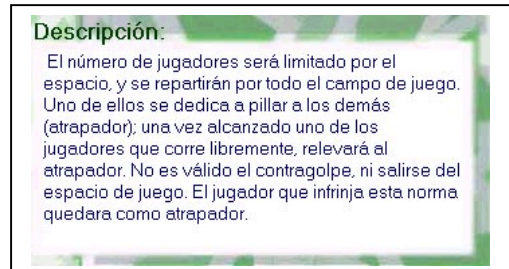 Descripción:
El número de jugadores será limitado por el
espacio, y se repartirán por todo el campo de juego.
Uno de ellos se dedica a pillar a los demás
(atrapador); una vez alcanzado uno de los
jugadores que corre libremente, relevará al
atrapador. No es válido el contragolpe, ni salirse del
espacio de juego. El jugador que infrinja esta norma
quedara como atrapador.